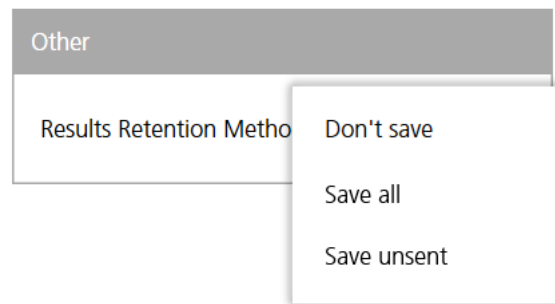 Other
Results Retention Metho
Don't save
Save all
Save unsent